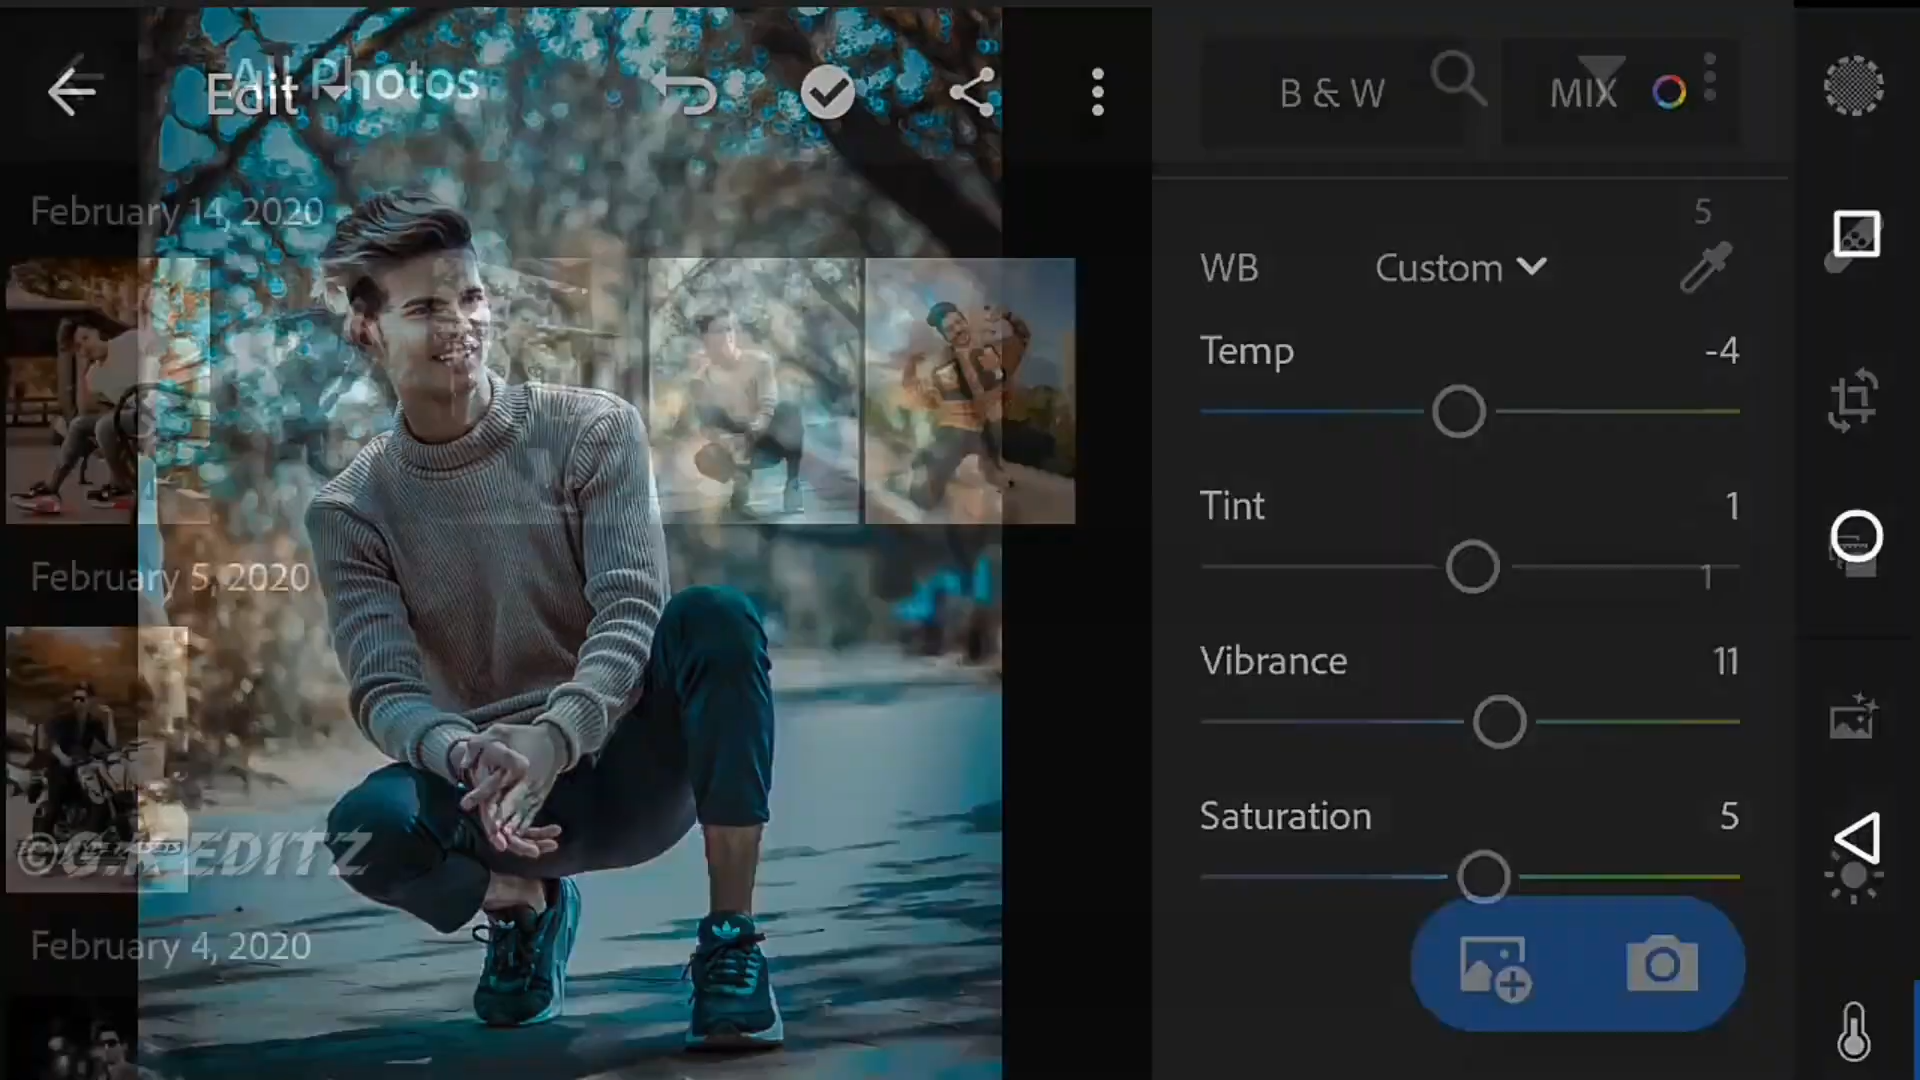 Edit
All Photos
B & W
MIX
February 14, 2020
5
WB
Custom
Temp
-4
Tint
1
February 5, 2020
1
Vibrance
11
Saturation
5
©G.K EDITZ
February 4, 2020